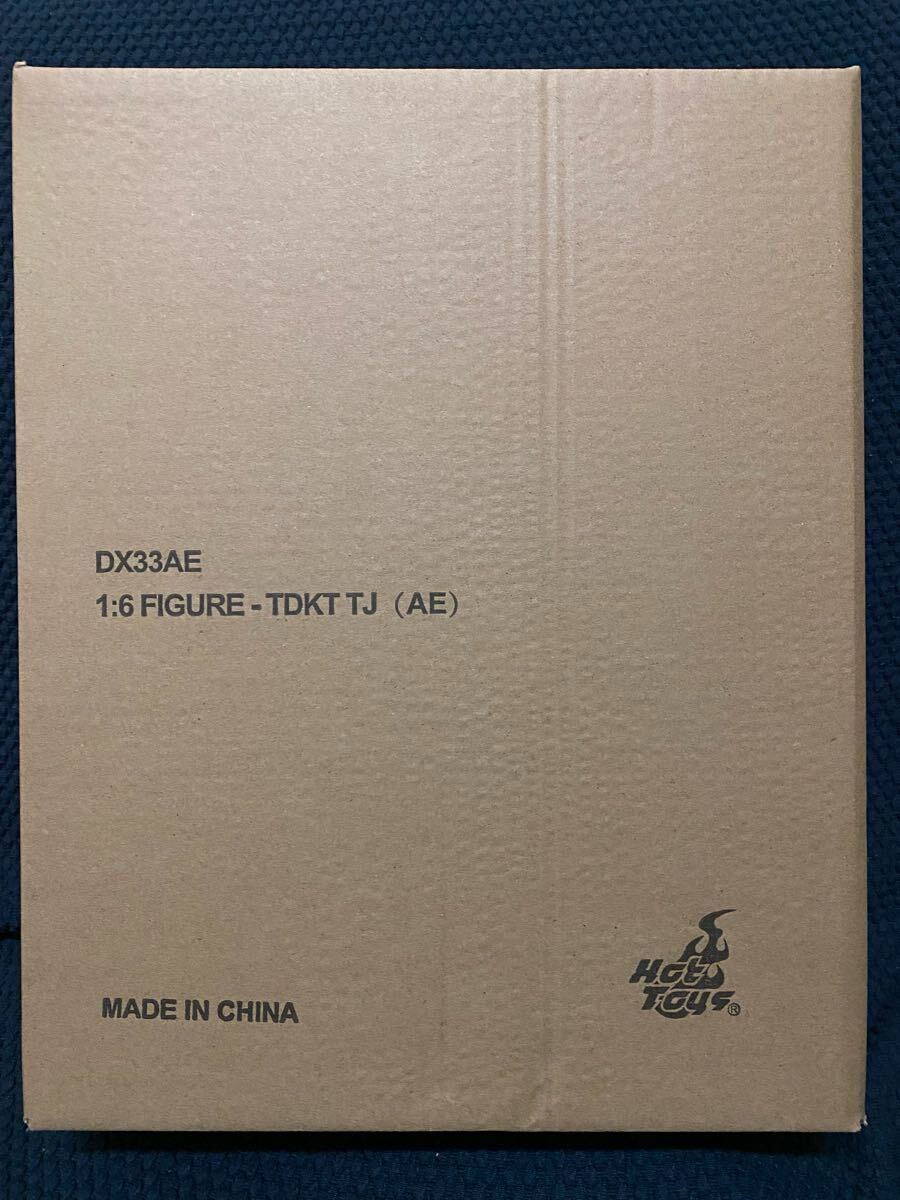 DX33AE
1:6 FIGURE - TDKT TJ（AE）
MADE IN CHINA
Hot
Toys®